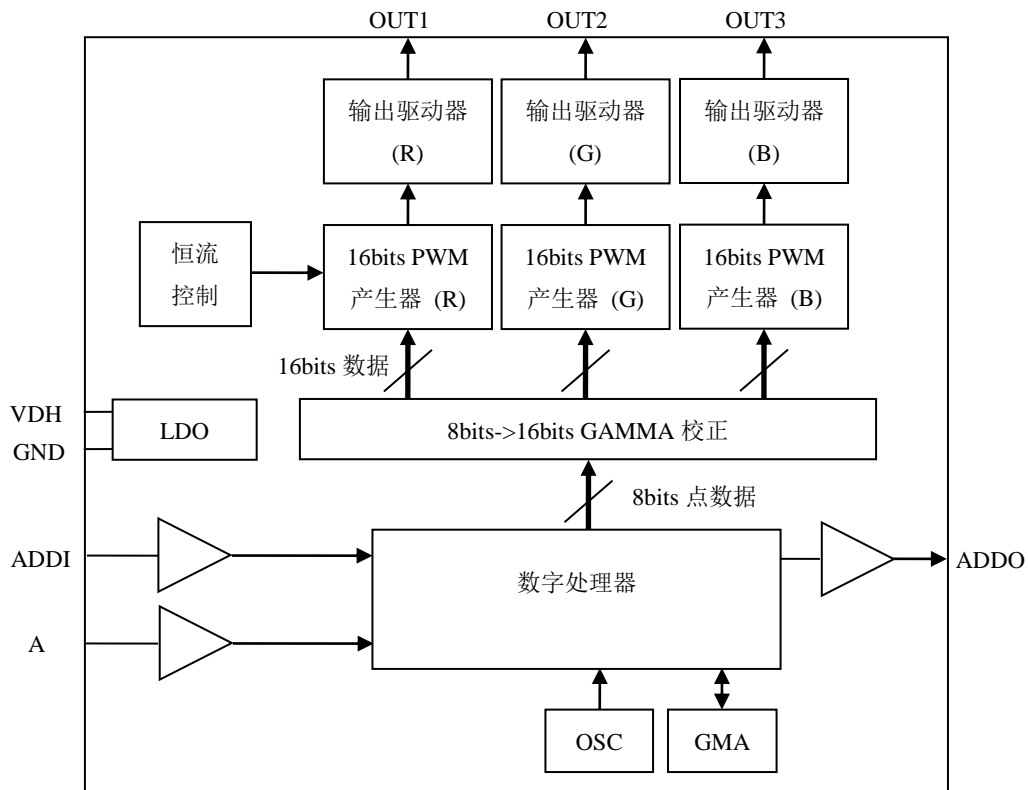 OUT1 OUT2 OUT3
输出驱动器
(R)
输出驱动器
(G)
输出驱动器
(B)
恒流
控制
16bits PWM
产生器 (R)
16bits PWM
产生器 (G)
16bits PWM
产生器 (B)
16bits 数据
VDH
GND
LDO
8bits->16bits GAMMA 校正
8bits 点数据
ADDI
数字处理器
ADDO
A
OSC
GMA